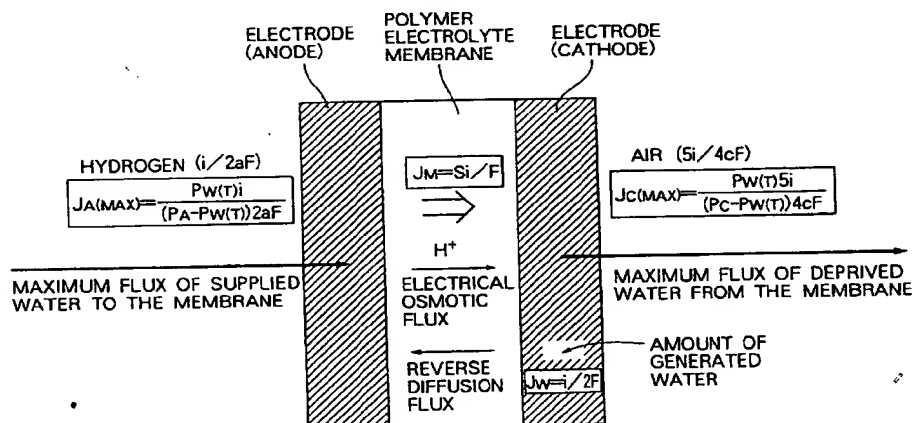 ELECTRODE
(ANODE)
POLYMER
ELECTROLYTE
MEMBRANE
ELECTRODE
(CATHODE)
HYDROGEN (i/2aF)
JA(MAX)=PW(T)i/(PA-PW(T))2aF
JM=Si/F
AIR (5i/4cF)
JC(MAX)=PW(T)5i/(PC-PW(T))4cF
H+
MAXIMUM FLUX OF SUPPLIED
WATER TO THE MEMBRANE
ELECTRICAL
OSMOTIC
FLUX
MAXIMUM FLUX OF DEPRIVED
WATER FROM THE MEMBRANE
REVERSE
DIFFUSION
FLUX
JW=i/2F
AMOUNT OF
GENERATED
WATER